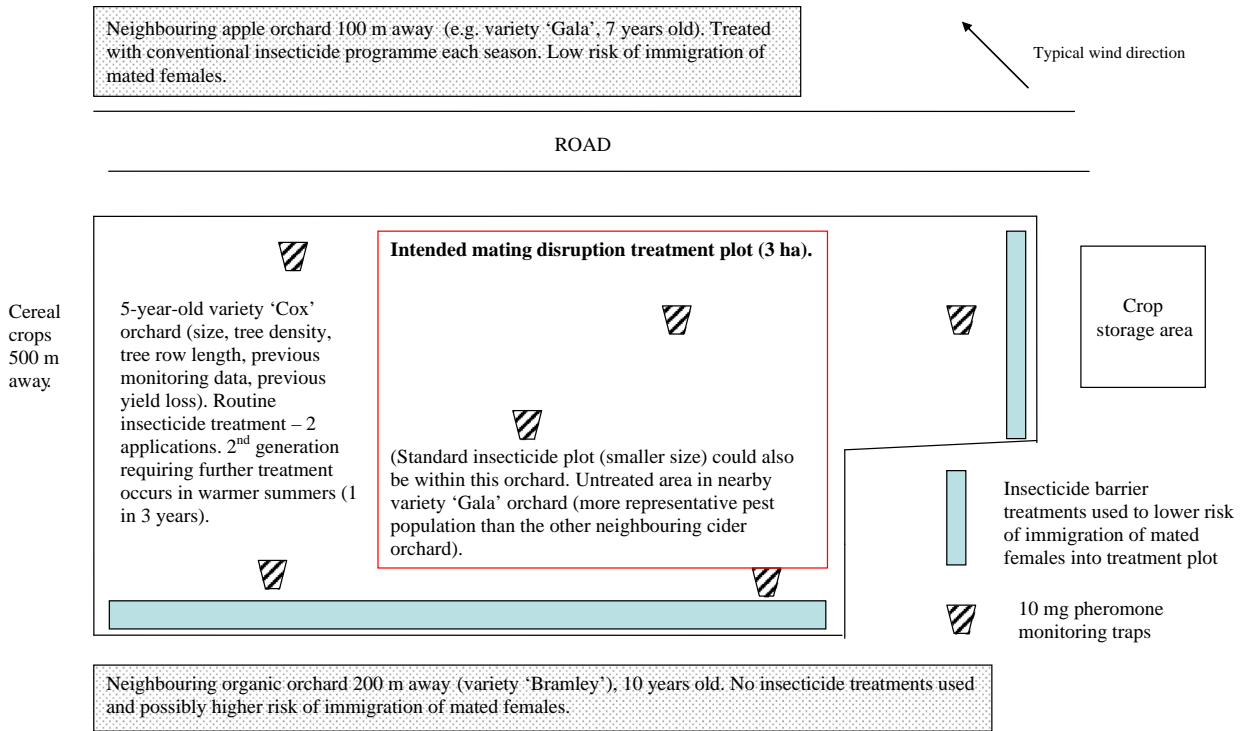 Neighbouring apple orchard 100 m away  (e.g. variety ‘Gala’, 7 years old). Treated
with conventional insecticide programme each season. Low risk of immigration of
mated females.
Typical wind direction
ROAD
Intended mating disruption treatment plot (3 ha).
Cereal
crops
500 m
away.
5-year-old variety ‘Cox’
orchard (size, tree density,
tree row length, previous
monitoring data, previous
yield loss). Routine
insecticide treatment – 2
applications. 2nd generation
requiring further treatment
occurs in warmer summers (1
in 3 years).
Crop
storage area
(Standard insecticide plot (smaller size) could also
be within this orchard. Untreated area in nearby
variety ‘Gala’ orchard (more representative pest
population than the other neighbouring cider
orchard).
Insecticide barrier
treatments used to lower risk
of immigration of mated
females into treatment plot
10 mg pheromone
monitoring traps
Neighbouring organic orchard 200 m away (variety ‘Bramley’), 10 years old. No insecticide treatments used
and possibly higher risk of immigration of mated females.